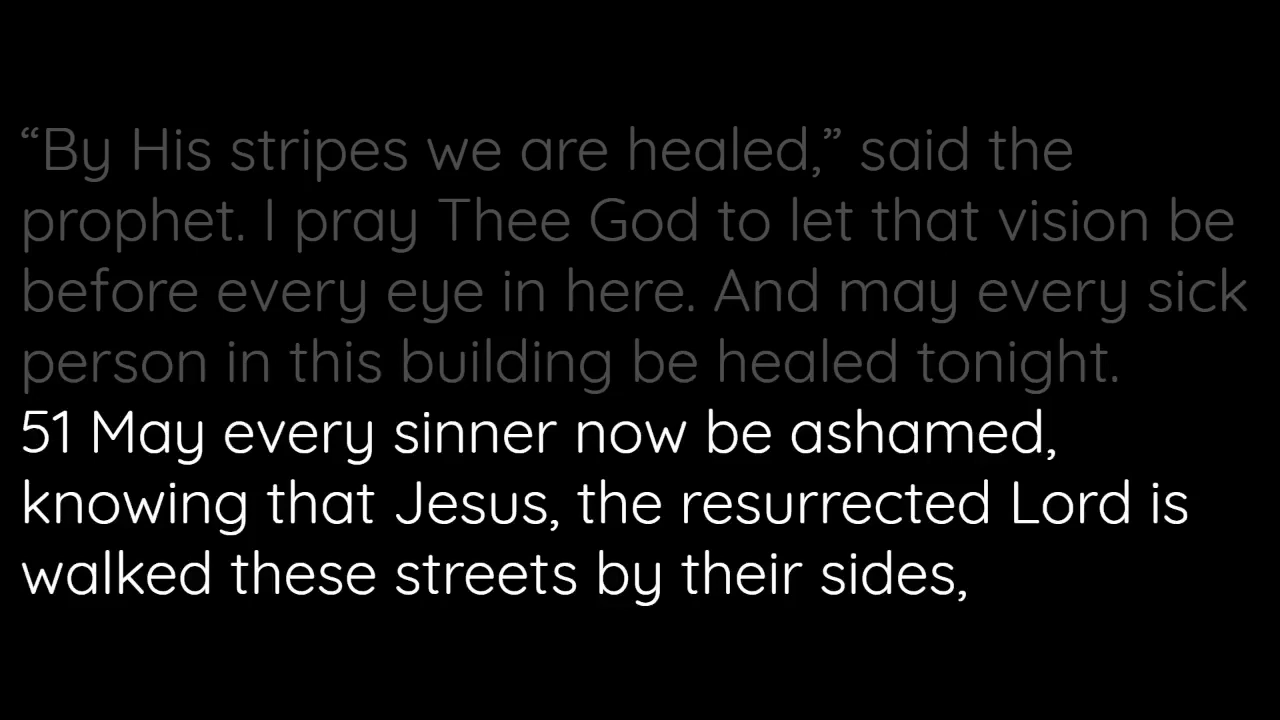 “By His stripes we are healed,” said the
prophet. I pray Thee God to let that vision be
before every eye in here. And may every sick
person in this building be healed tonight.
51 May every sinner now be ashamed,
knowing that Jesus, the resurrected Lord is
walked these streets by their sides,